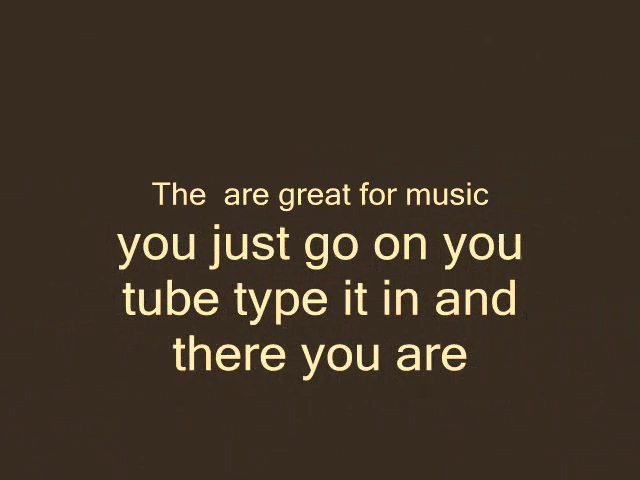 The  are great for music
you just go on you
tube type it in and
there you are